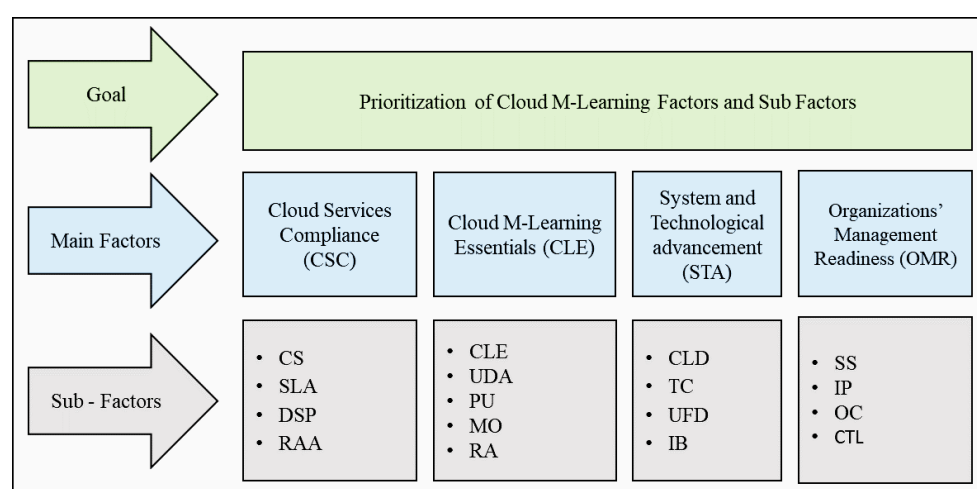 Goal
Prioritization of Cloud M-Learning Factors and Sub Factors
Main Factors
Cloud Services
Compliance
(CSC)
Cloud M-Learning
Essentials (CLE)
System and
Technological
advancement
(STA)
Organizations’
Management
Readiness (OMR)
Sub - Factors
• CS
• SLA
• DSP
• RAA
• CLE
• UDA
• PU
• MO
• RA
• CLD
• TC
• UFD
• IB
• SS
• IP
• OC
• CTL